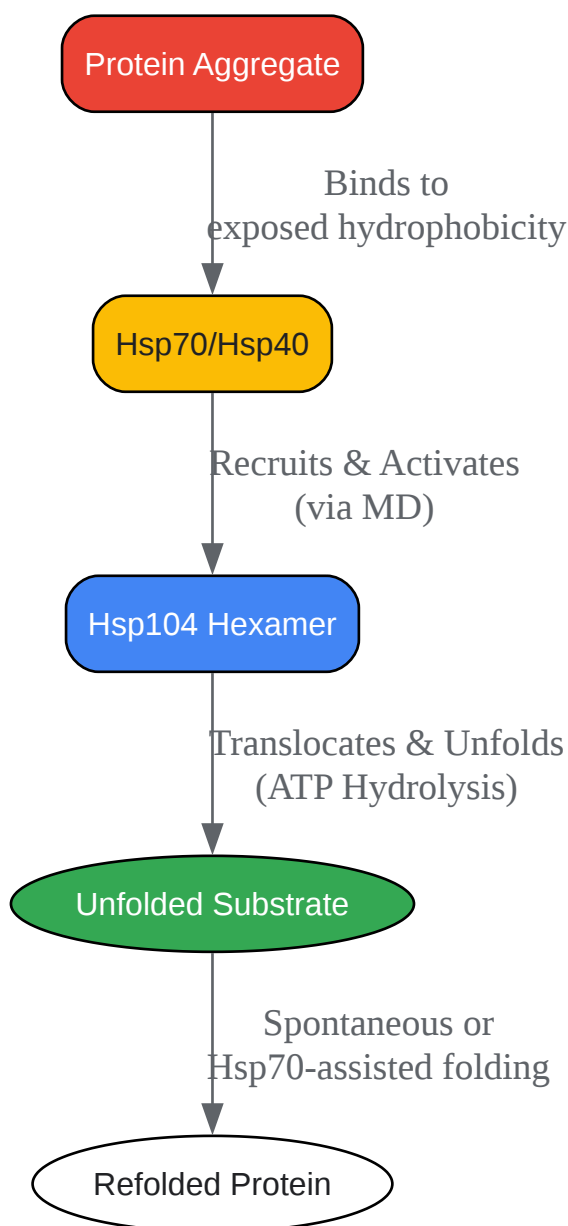 Protein Aggregate
Binds to
exposed hydrophobicity
Hsp70/Hsp40
Recruits & Activates
(via MD)
Hsp104 Hexamer
Translocates & Unfolds
(ATP Hydrolysis)
Unfolded Substrate
Spontaneous or
Hsp70-assisted folding
Refolded Protein